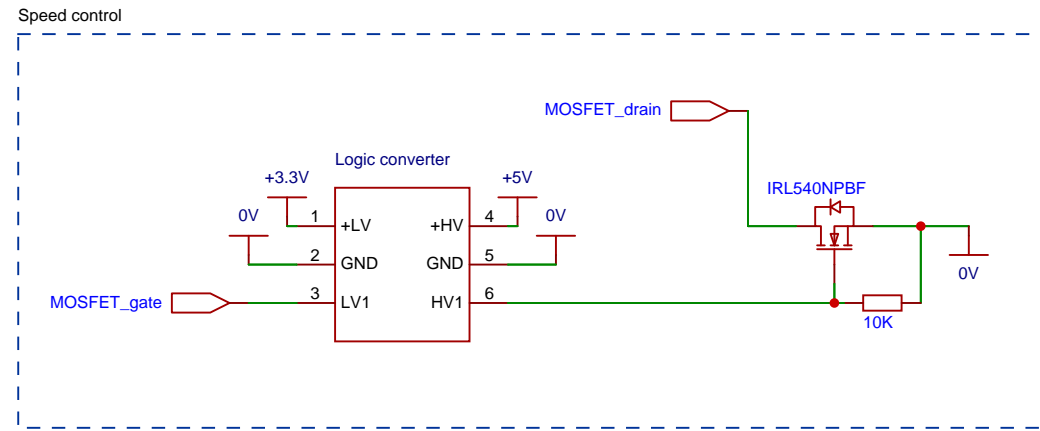 Speed control
MOSFET_drain
Logic converter
IRL540NPBF
+3.3V
+5V
0V
0V
1
+LV
+HV
4
2
GND
GND
5
0V
MOSFET_gate
3
LV1
HV1
6
10K